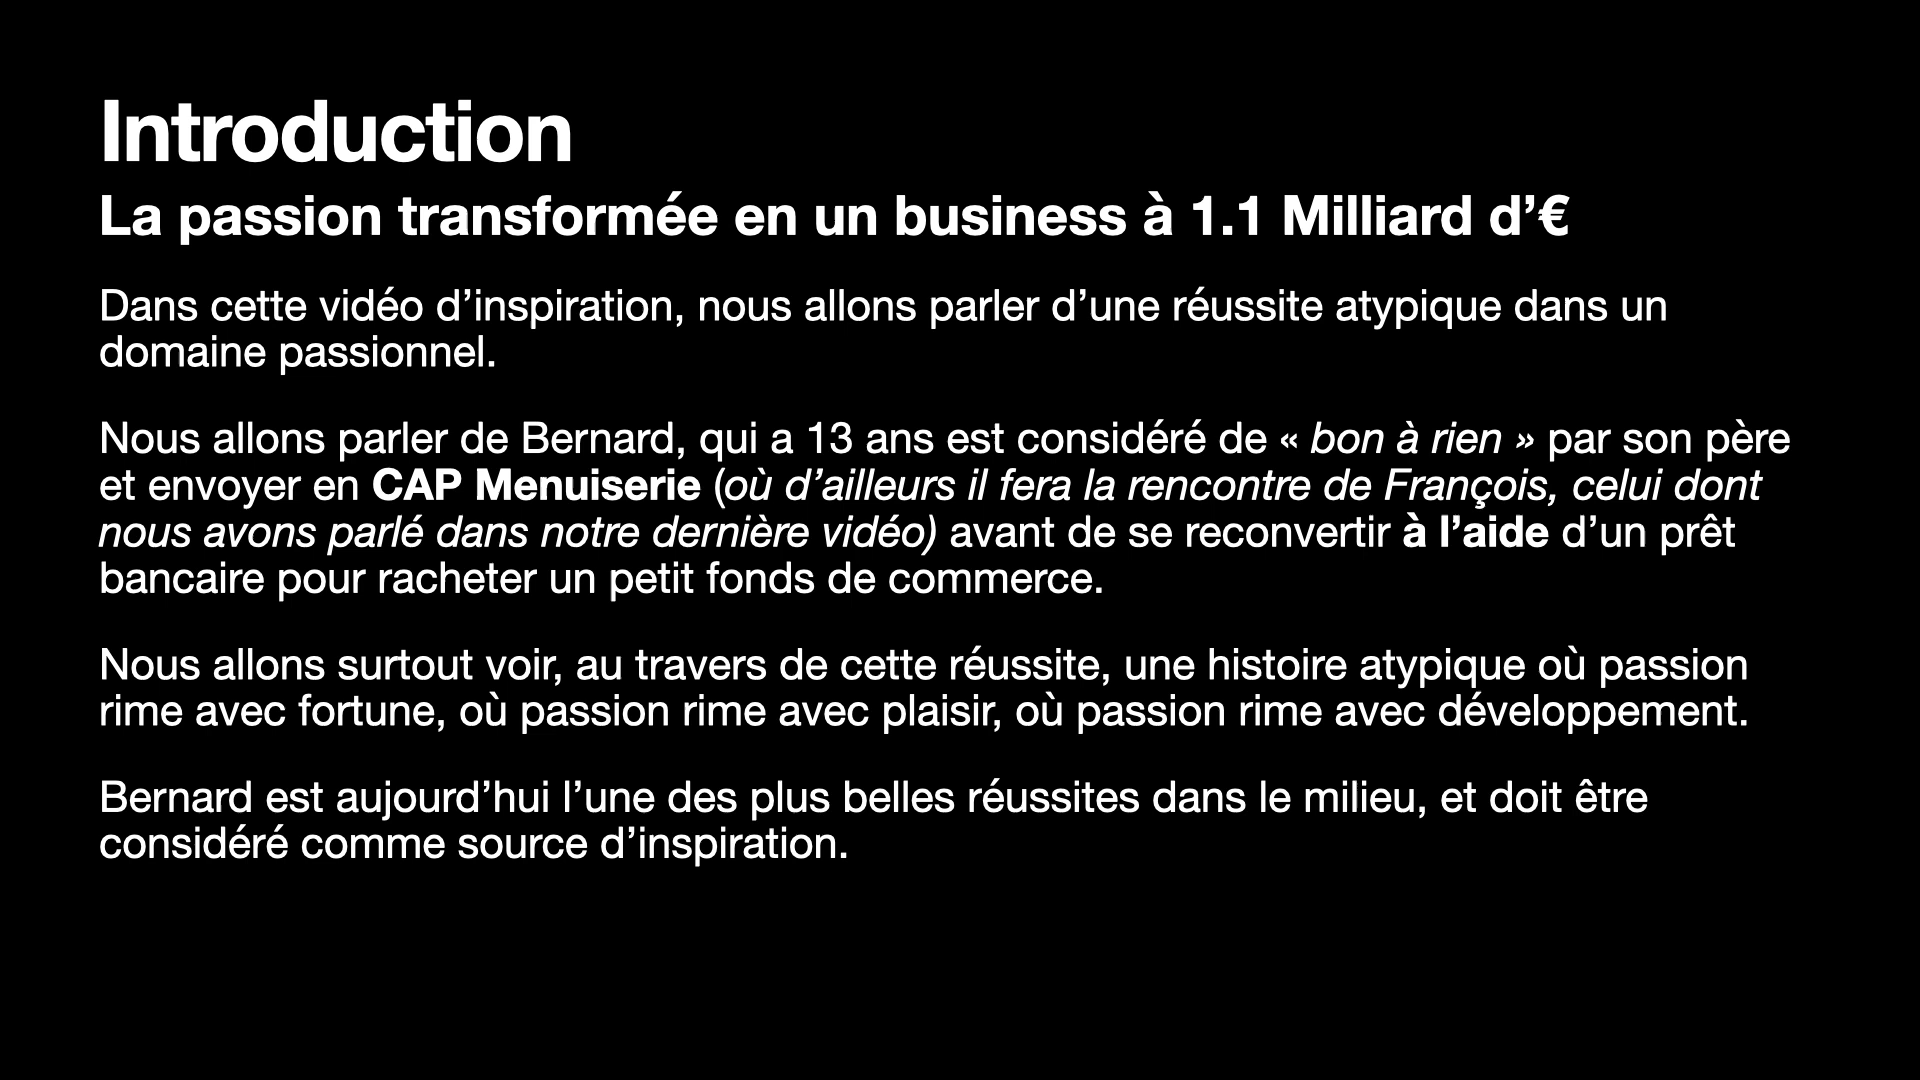 Introduction
La passion transformée en un business à 1.1 Milliard d’€
Dans cette vidéo d’inspiration, nous allons parler d’une réussite atypique dans un
domaine passionnel.
Nous allons parler de Bernard, qui a 13 ans est considéré de « bon à rien » par son père
et envoyer en CAP Menuiserie (où d’ailleurs il fera la rencontre de François, celui dont
nous avons parlé dans notre dernière vidéo) avant de se reconvertir à l’aide d’un prêt
bancaire pour racheter un petit fonds de commerce.
Nous allons surtout voir, au travers de cette réussite, une histoire atypique où passion
rime avec fortune, où passion rime avec plaisir, où passion rime avec développement.
Bernard est aujourd’hui l’une des plus belles réussites dans le milieu, et doit être
considéré comme source d’inspiration.